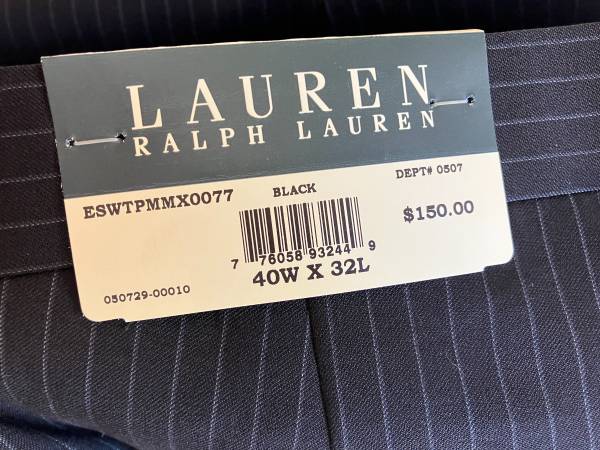 LAUREN
RALPH LAUREN
ESWTPMMX0077 BLACK DEPT# 0507
$150.00
7 76058 93244 9
40W X 32L
050729-00010